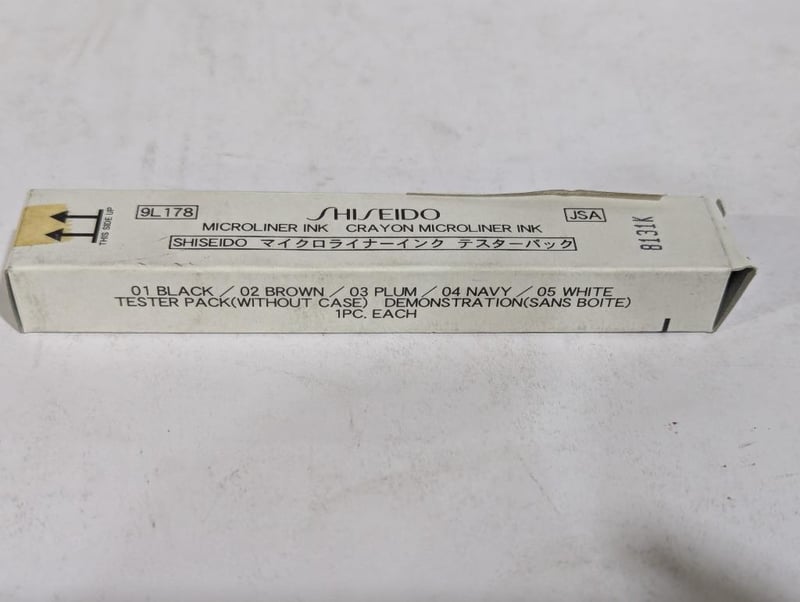 THIS SIDE UP
9L178
SHISEIDO
JSA
8131K
MICROLINER INK CRAYON MICROLINER INK
SHISEIDO マイクロライナーインク テスターパック
01 BLACK / 02 BROWN / 03 PLUM / 04 NAVY / 05 WHITE
TESTER PACK(WITHOUT CASE) DEMONSTRATION(SANS BOITE)
1PC. EACH